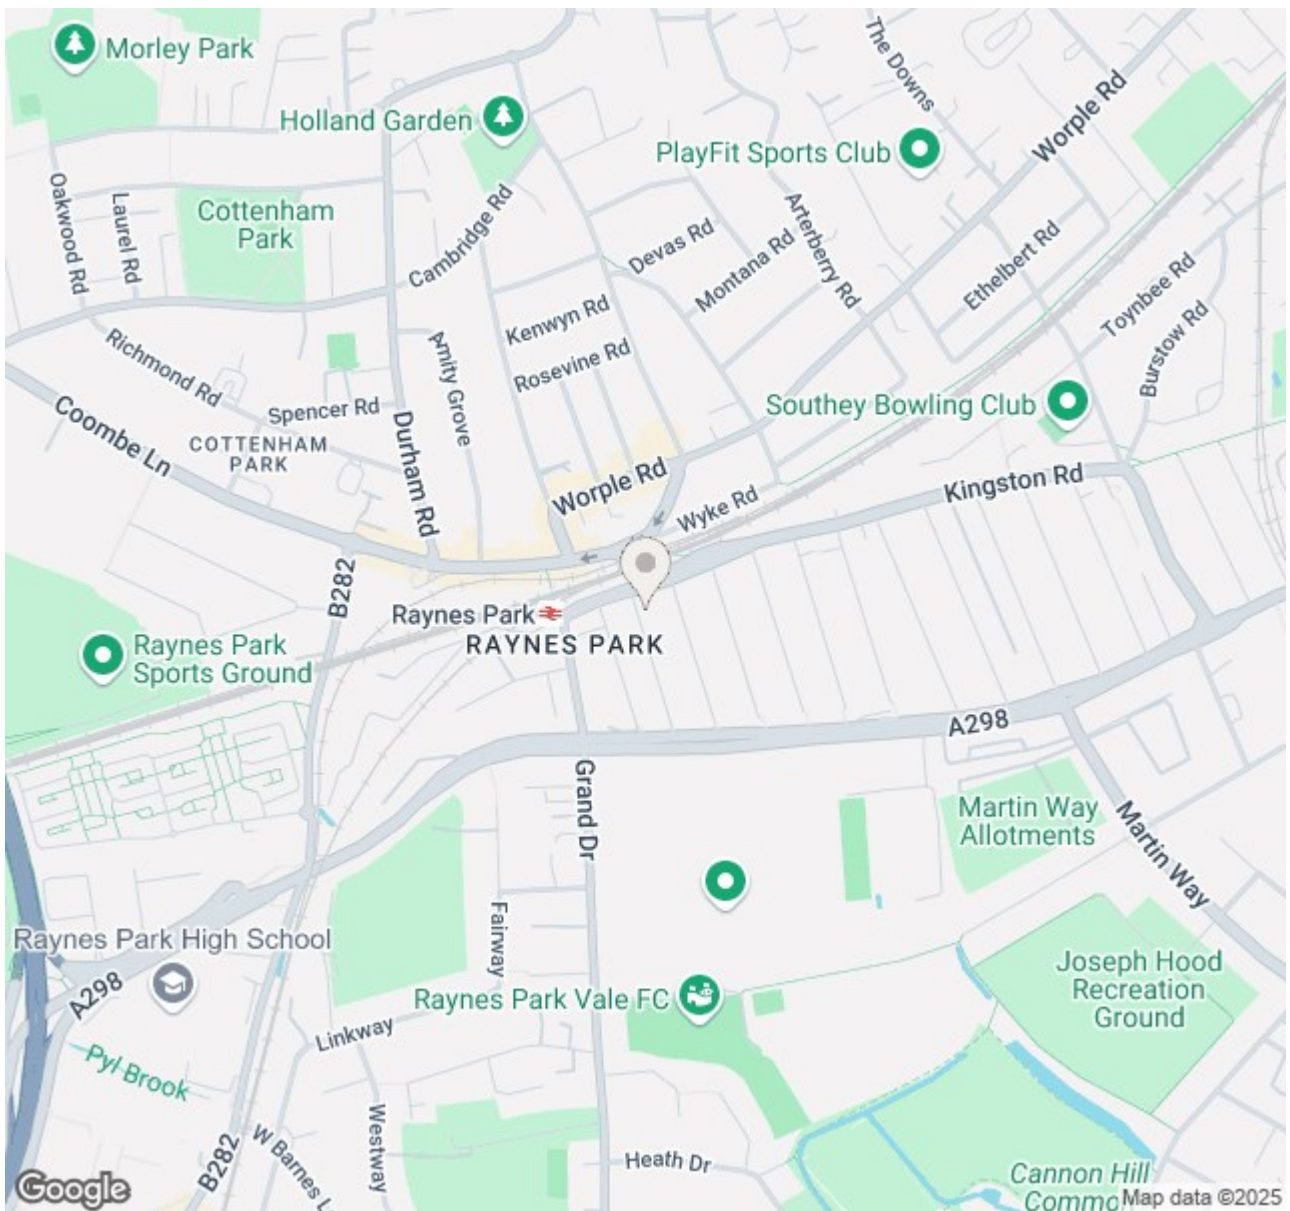 Morley Park
Holland Garden
PlayFit Sports Club
The Downs
Worple Rd
Oakwood Rd
Laurel Rd
Cottenham
Park
Cambridge Rd
Devas Rd
Montana Rd
Arterberry Rd
Ethelbert Rd
Toynbee Rd
Burstow Rd
Kenwyn Rd
Rosevine Rd
Amity Grove
Richmond Rd
Spencer Rd
Southey Bowling Club
Coombe Ln
COTTENHAM
PARK
Durham Rd
Worple Rd
Wyke Rd
Kingston Rd
B282
Raynes Park
RAYNES PARK
Raynes Park
Sports Ground
A298
Grand Dr
Martin Way
Allotments
Martin Way
Fairway
Raynes Park High School
A298
Joseph Hood
Recreation
Ground
Raynes Park Vale FC
Linkway
Pyl Brook
Westway
W Barnes L
B282
Heath Dr
Cannon Hill
Commo
Google
Map data ©2025